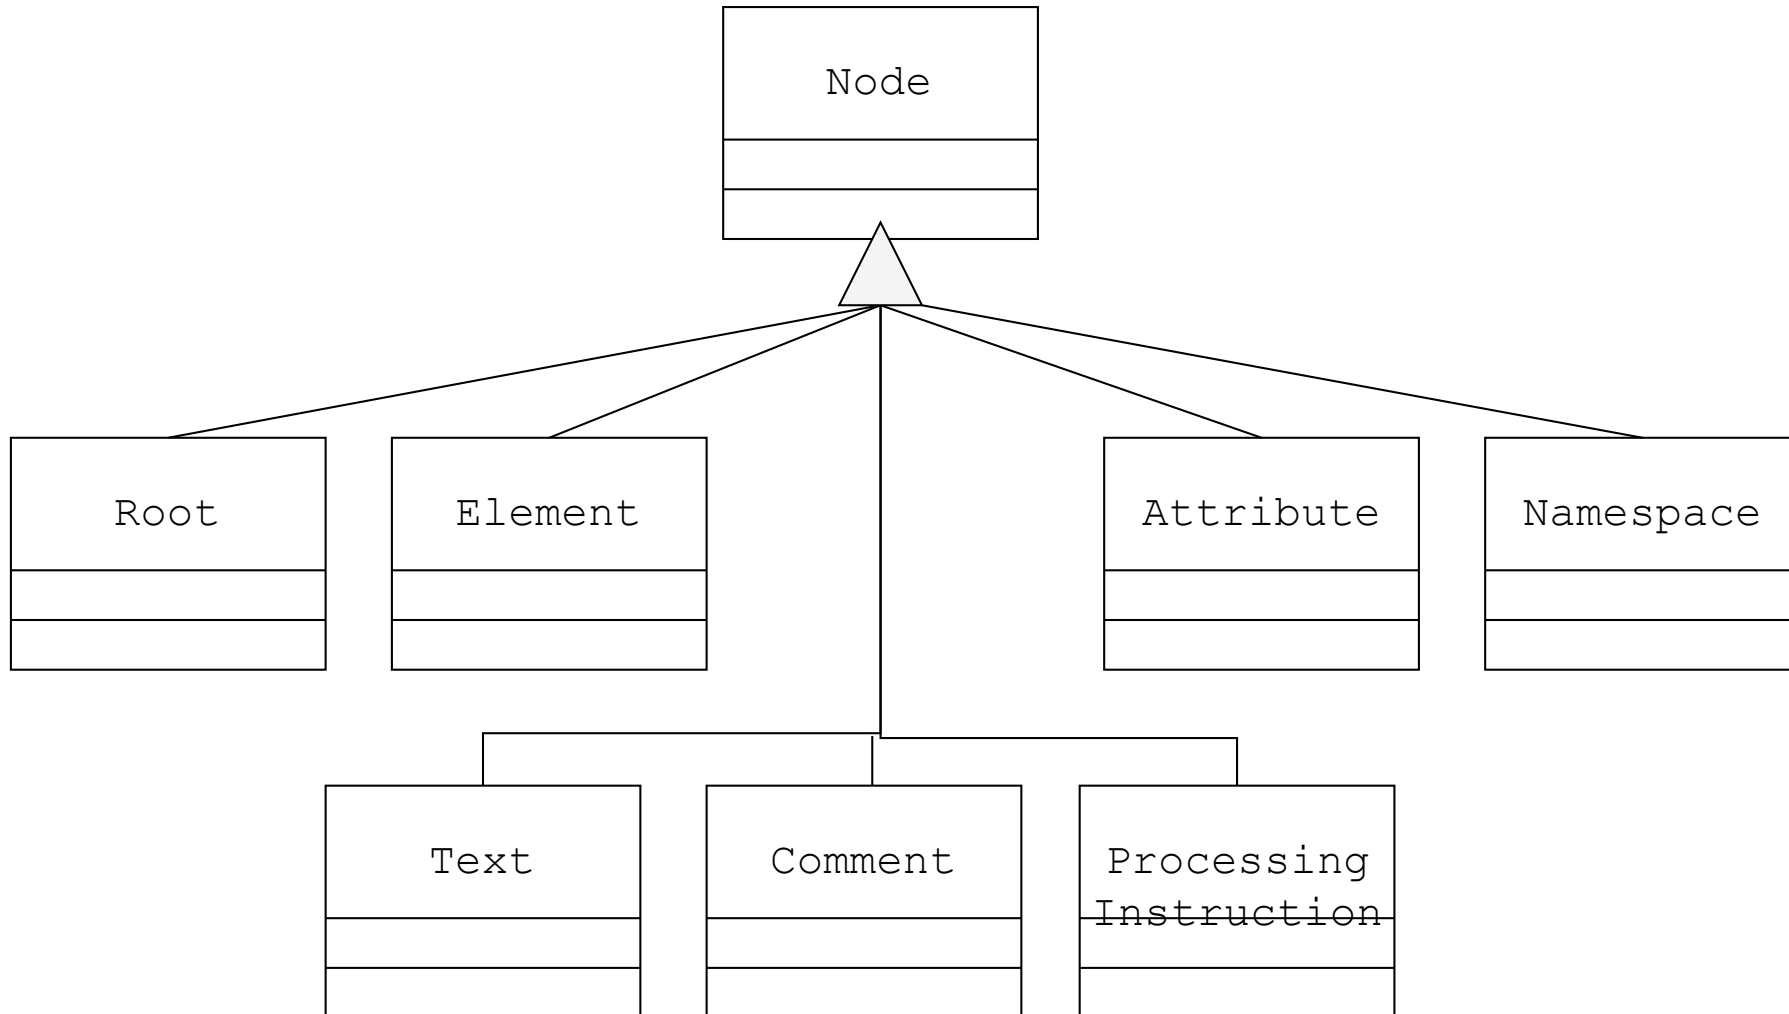 Node
Root
Element
Attribute
Namespace
Text
Comment
Processing
Instruction